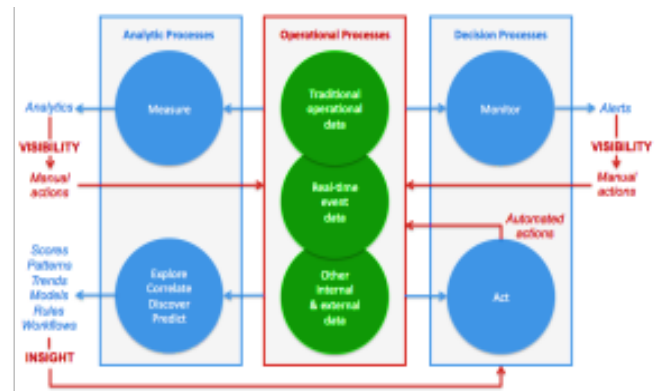 Analytic Processes
Operational Processes
Decision Processes
Analytics
VISIBILITY
Manual
actions
Measure
Traditional
operational
data
Monitor
Alerts
VISIBILITY
Manual
actions
Real-time
event
data
Automated
actions
Scores
Patterns
Trends
Models
Rules
Workflows
INSIGHT
Explore
Correlate
Discover
Predict
Other
internal
& external
data
Act